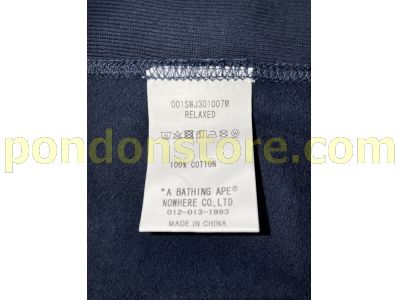 001SWJ301007M
RELAXED
100% COTTON
pondonstore.com
"A BATHING APE®
NOWHERE CO., LTD.
012-013-1993
MADE IN CHINA